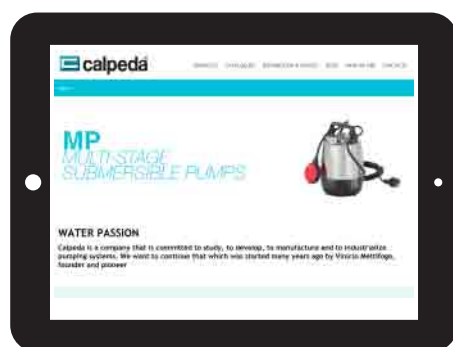 calpeda
MP
MULTI-STAGE
SUBMERSIBLE PUMPS
WATER PASSION
Calpeda is a company that is committed to study, to develop, to manufacture and to industrialize
pumping systems. We want to continue that which was started many years ago by Vinicio Mettifogo,
founder and pioneer